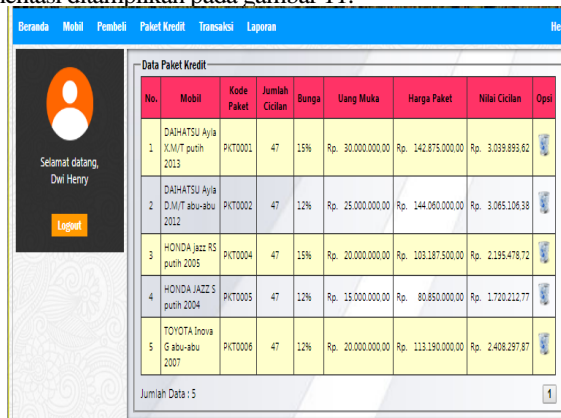 mentasi ditampilkan pada gambar 11.
Beranda Mobil Pembeli Paket Kredit Transaksi Laporan He
Selamat datang,
Dwi Henry
Logout
Data Paket Kredit
No. Mobil Kode Paket Jumlah Cicilan Bunga Uang Muka Harga Paket Nilai Cicilan Opsi
1 DAIHATSU Ayla X.M/T putih 2013 PKT0001 47 15% Rp. 30.000.000,00 Rp. 142.875.000,00 Rp. 3.039.893,62
2 DAIHATSU Ayla D.M/T abu-abu 2012 PKT0002 47 12% Rp. 25.000.000,00 Rp. 144.060.000,00 Rp. 3.065.106,38
3 HONDA jazz RS putih 2005 PKT0004 47 15% Rp. 20.000.000,00 Rp. 103.187.500,00 Rp. 2.195.478,72
4 HONDA JAZZ S putih 2004 PKT0005 47 12% Rp. 15.000.000,00 Rp. 80.850.000,00 Rp. 1.720.212,77
5 TOYOTA Inova G abu-abu 2007 PKT0006 47 12% Rp. 20.000.000,00 Rp. 113.190.000,00 Rp. 2.408.297,87
Jumlah Data : 5 1